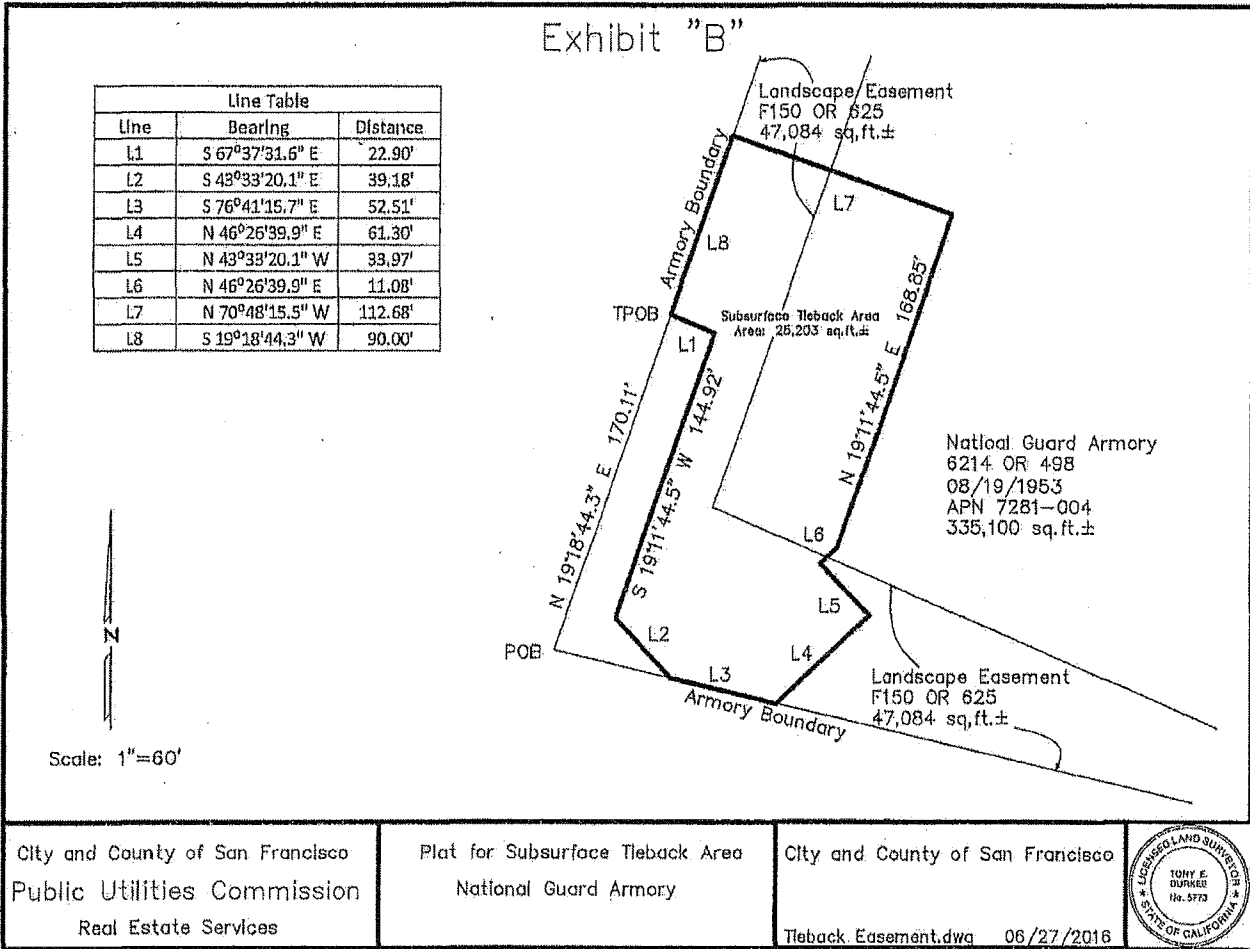 Exhibit "B"
Line Table
Line Bearing Distance
L1 S 67°37'31.6" E 22.90'
L2 S 43°33'20.1" E 39.18'
L3 S 76°41'15.7" E 52.51'
L4 N 46°26'39.9" E 61.30'
L5 N 43°33'20.1" W 33.97'
L6 N 46°26'39.9" E 11.08'
L7 N 70°48'15.5" W 112.68'
L8 S 19°18'44.3" W 90.00'
Landscape Easement
F150 OR 625
47,084 sq.ft.±
Armory Boundary
L7
L8
TPOB
Subsurface Tieback Area
Area: 25,203 sq.ft.±
L1
N 19°18'44.3" E 170.11'
S 19°11'44.5" W 144.92'
N 19°11'44.5" E 168.85'
Natioal Guard Armory
6214 OR 498
08/19/1953
APN 7281-004
335,100 sq.ft.±
L6
L5
L2
L4
POB
L3
Armory Boundary
Landscape Easement
F150 OR 625
47,084 sq.ft.±
N
Scale: 1"=60'
City and County of San Francisco
Public Utilities Commission
Real Estate Services
Plat for Subsurface Tieback Area
National Guard Armory
City and County of San Francisco
Tieback Easement.dwg 06/27/2016
LICENSED LAND SURVEYOR
TONY E.
DURKEE
No. 5773
STATE OF CALIFORNIA